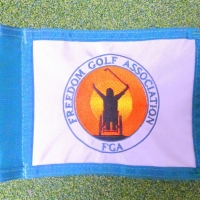 FREEDOM GOLF ASSOCIATION
FGA